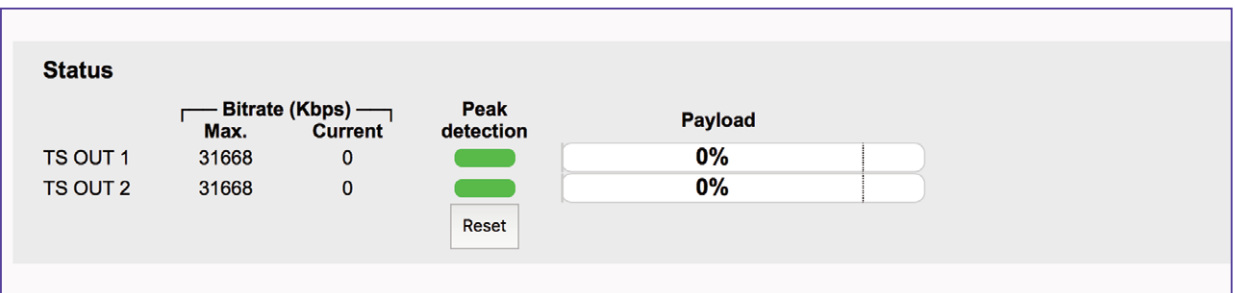 Status
Bitrate (Kbps)
Peak
Max. Current detection Payload
TS OUT 1 31668 0 0%
TS OUT 2 31668 0 0%
Reset